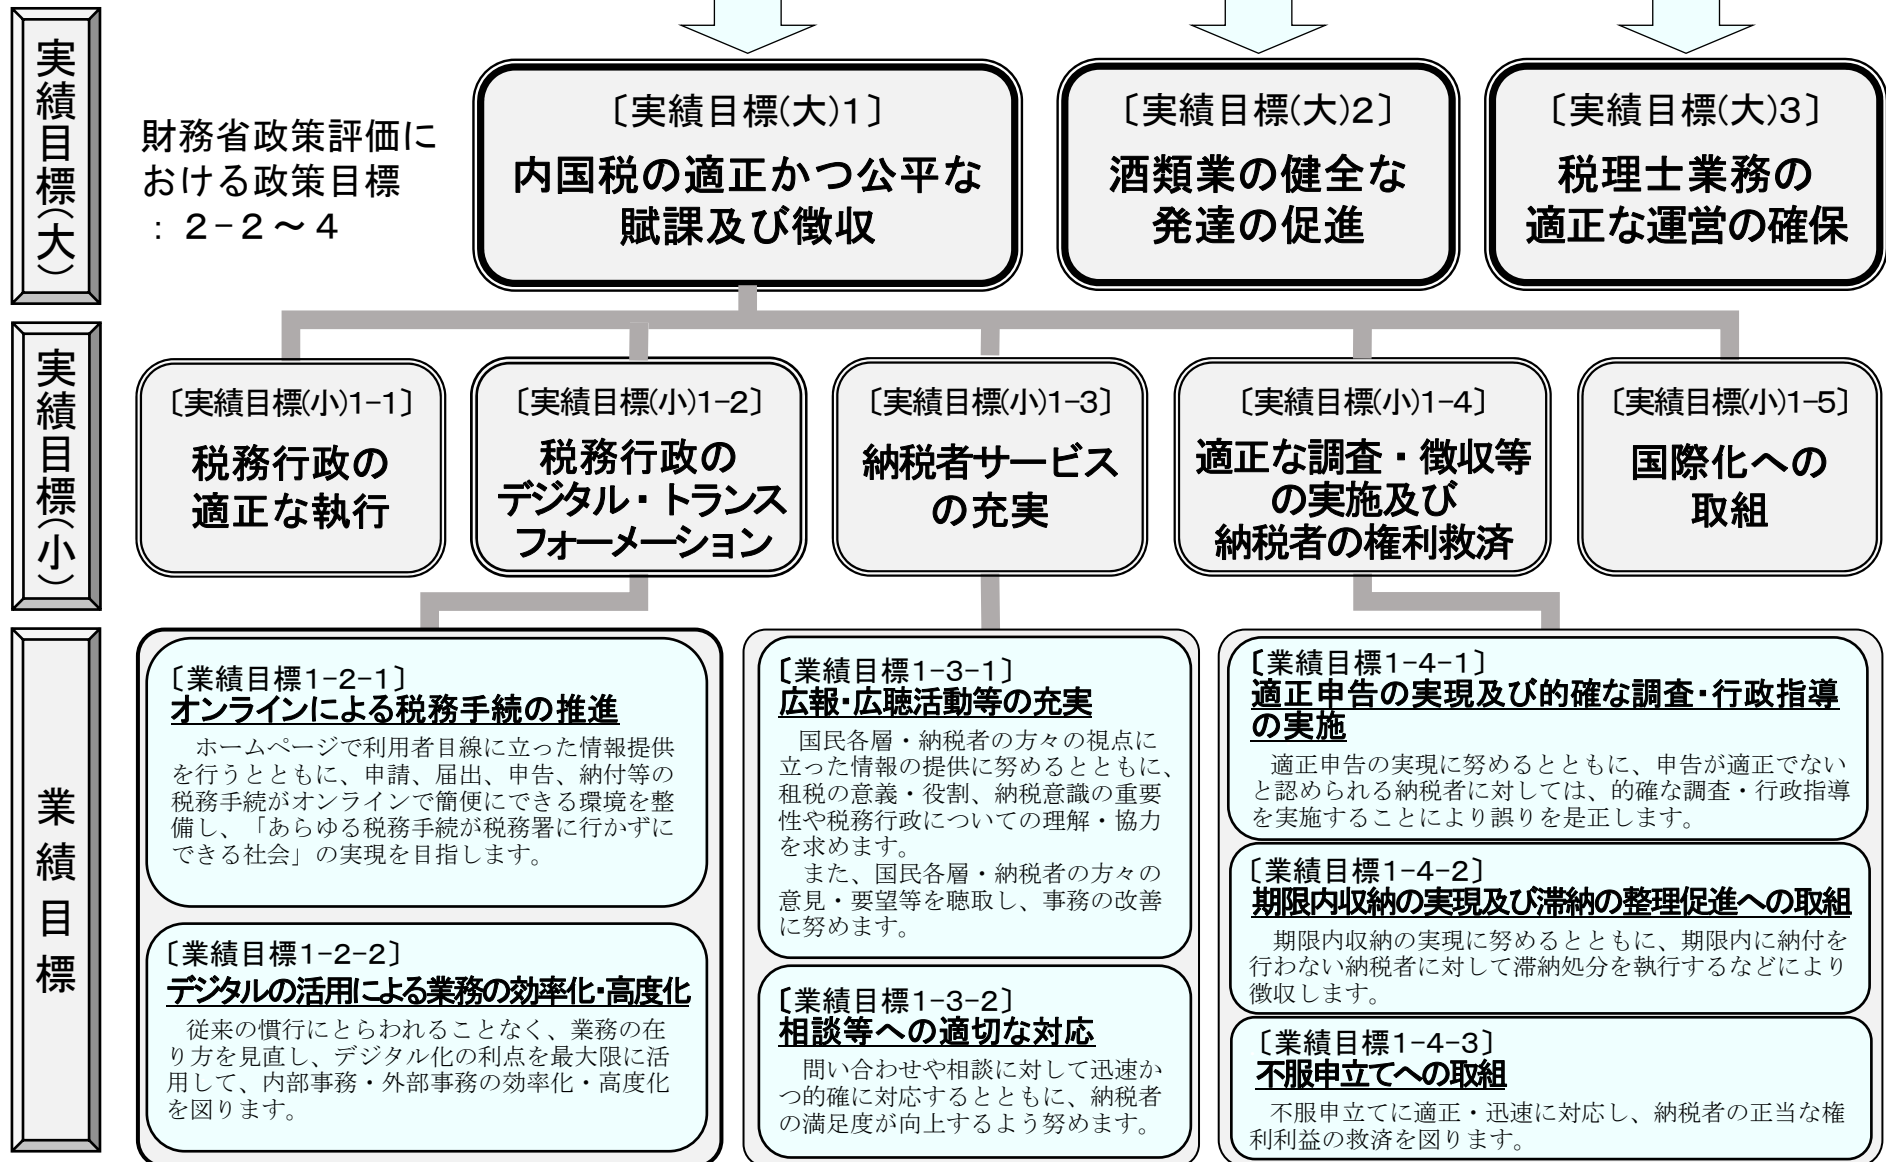 実績目標（大）
財務省政策評価に
おける政策目標
：２－２～４
〔実績目標(大)1〕
内国税の適正かつ公平な
賦課及び徴収
〔実績目標(大)2〕
酒類業の健全な
発達の促進
〔実績目標(大)3〕
税理士業務の
適正な運営の確保
実績目標（小）
〔実績目標(小)1-1〕
税務行政の
適正な執行
〔実績目標(小)1-2〕
税務行政の
デジタル・トランス
フォーメーション
〔実績目標(小)1-3〕
納税者サービス
の充実
〔実績目標(小)1-4〕
適正な調査・徴収等
の実施及び
納税者の権利救済
〔実績目標(小)1-5〕
国際化への
取組
業績目標
〔業績目標1-2-1〕
オンラインによる税務手続の推進
ホームページで利用者目線に立った情報提供
を行うとともに、申請、届出、申告、納付等の
税務手続がオンラインで簡便にできる環境を整
備し、「あらゆる税務手続が税務署に行かずに
できる社会」の実現を目指します。
〔業績目標1-2-2〕
デジタルの活用による業務の効率化・高度化
従来の慣行にとらわれることなく、業務の在
り方を見直し、デジタル化の利点を最大限に活
用して、内部事務・外部事務の効率化・高度化
を図ります。
〔業績目標1-3-1〕
広報・広聴活動等の充実
国民各層・納税者の方々の視点に
立った情報の提供に努めるとともに、
租税の意義・役割、納税意識の重要
性や税務行政についての理解・協力
を求めます。
また、国民各層・納税者の方々の
意見・要望等を聴取し、事務の改善
に努めます。
〔業績目標1-3-2〕
相談等への適切な対応
問い合わせや相談に対して迅速か
つ的確に対応するとともに、納税者
の満足度が向上するよう努めます。
〔業績目標1-4-1〕
適正申告の実現及び的確な調査・行政指導
の実施
適正申告の実現に努めるとともに、申告が適正でない
と認められる納税者に対しては、的確な調査・行政指導
を実施することにより誤りを是正します。
〔業績目標1-4-2〕
期限内収納の実現及び滞納の整理促進への取組
期限内収納の実現に努めるとともに、期限内に納付を
行わない納税者に対して滞納処分を執行するなどにより
徴収します。
〔業績目標1-4-3〕
不服申立てへの取組
不服申立てに適正・迅速に対応し、納税者の正当な権
利利益の救済を図ります。